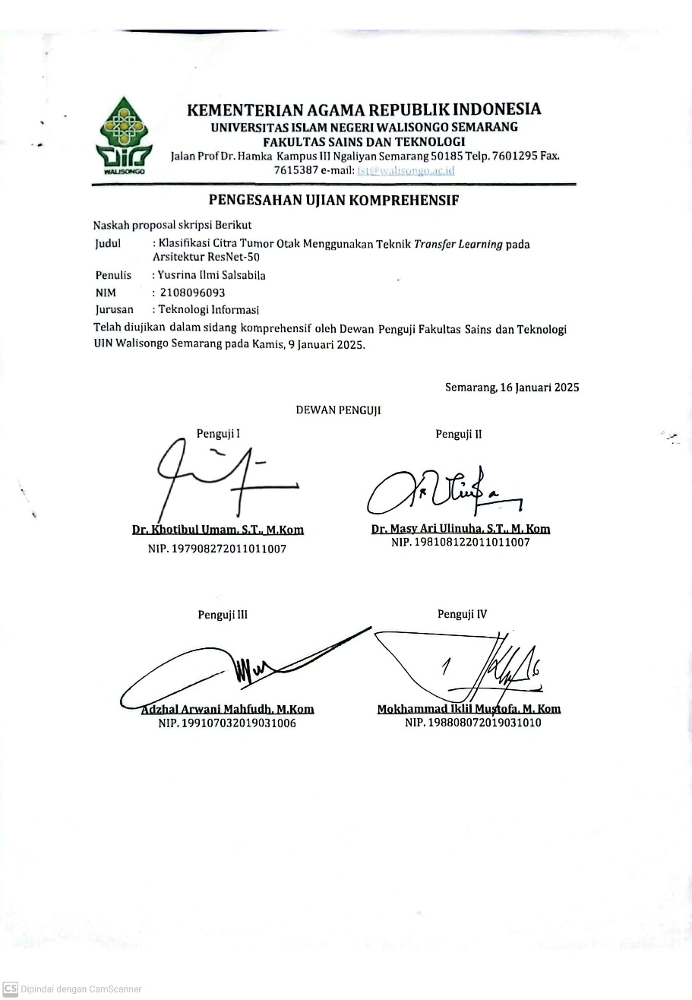 KEMENTERIAN AGAMA REPUBLIK INDONESIA
UNIVERSITAS ISLAM NEGERI WALISONGO SEMARANG
FAKULTAS SAINS DAN TEKNOLOGI
Jalan Prof Dr. Hamka Kampus III Ngaliyan Semarang 50185 Telp. 7601295 Fax.
7615387 e-mail: fst@walisongo.ac.id
WALISONGO
PENGESAHAN UJIAN KOMPREHENSIF
Naskah proposal skripsi Berikut
Judul : Klasifikasi Citra Tumor Otak Menggunakan Teknik Transfer Learning pada
Arsitektur ResNet-50
Penulis : Yusrina Ilmi Salsabila
NIM : 2108096093
Jurusan : Teknologi Informasi
Telah diujikan dalam sidang komprehensif oleh Dewan Penguji Fakultas Sains dan Teknologi
UIN Walisongo Semarang pada Kamis, 9 Januari 2025.
Semarang, 16 Januari 2025
DEWAN PENGUJI
Penguji I Penguji II
Dr. Khotibul Umam, S.T., M.Kom Dr. Masy Ari Ulinuha, S.T., M. Kom
NIP. 197908272011011007 NIP. 198108122011011007
Penguji III Penguji IV
Adzhal Arwani Mahfudh, M.Kom Mokhammad Iklil Mustofa, M. Kom
NIP. 199107032019031006 NIP. 198808072019031010
CS Dipindai dengan CamScanner